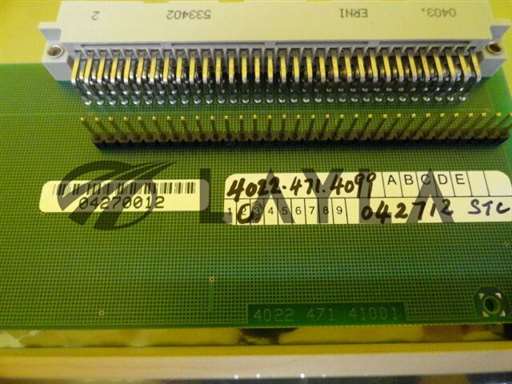 2 533402 ERNI 0403.
04270012
4022.471.4099 A B C D E
1 2 3 4 5 6 7 8 9 042712 STC
LAYLA
4022 471 41001